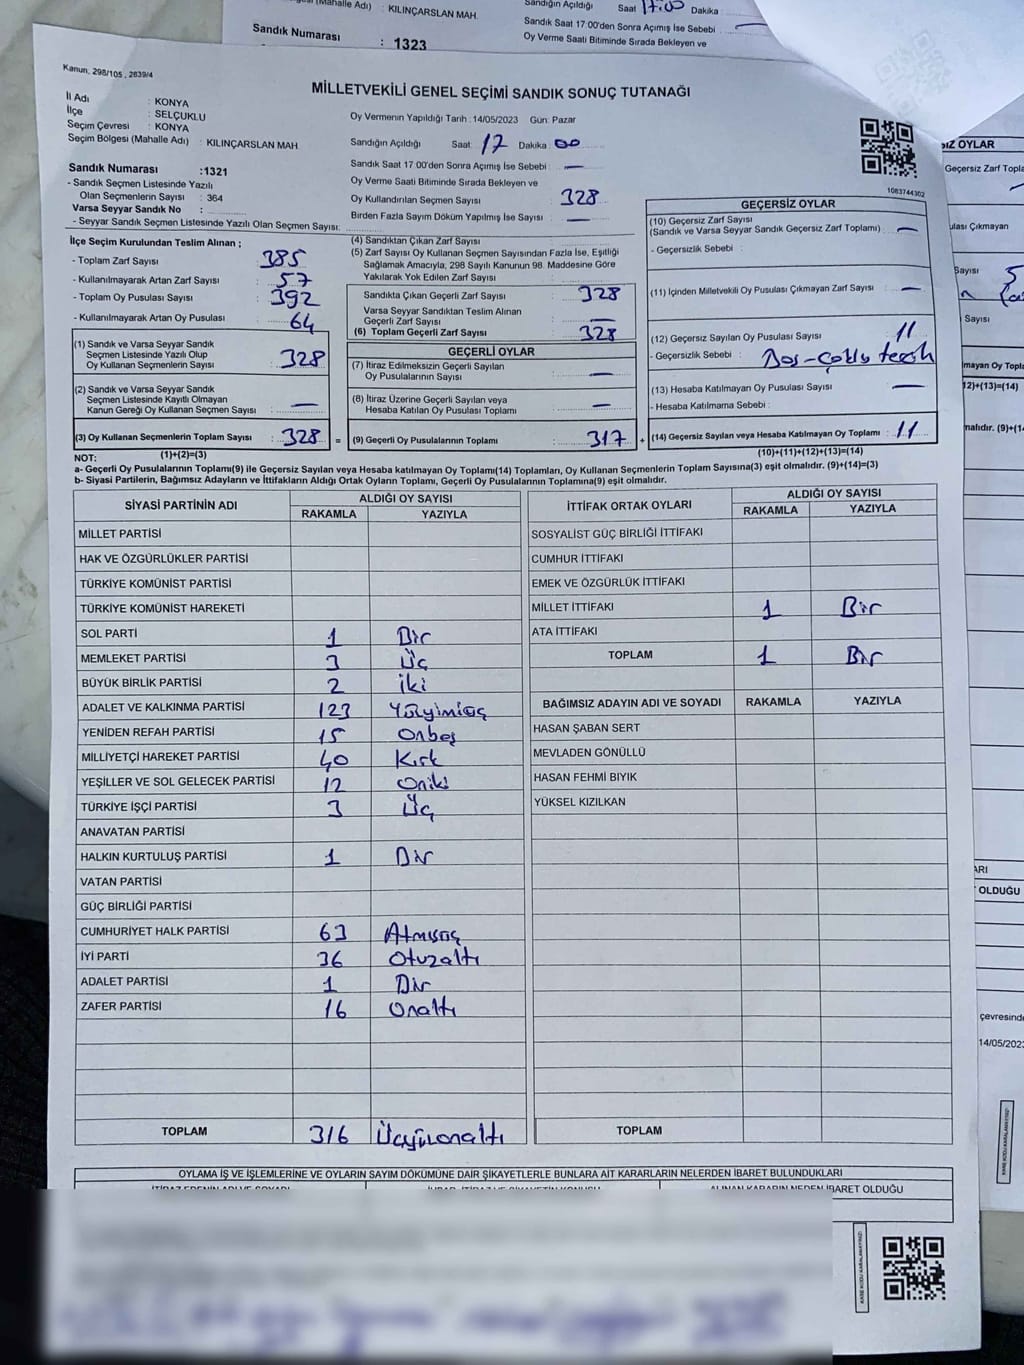 (Mahalle Adı) : KILINÇARSLAN MAH.
Sandık Numarası : 1323
Sandığın Açıldığı Saat 17:00 Dakika
Sandık Saat 17:00'den Sonra Açımış İse Sebebi
Oy Verme Saati Bitiminde Sırada Bekleyen ve
Kanun, 298/105 , 2839/4
MİLLETVEKİLİ GENEL SEÇİMİ SANDIK SONUÇ TUTANAĞI
İl Adı : KONYA
İlçe : SELÇUKLU
Seçim Çevresi : KONYA
Seçim Bölgesi (Mahalle Adı) : KILINÇARSLAN MAH.
Oy Vermenin Yapıldığı Tarih :14/05/2023 Gün: Pazar
Sandığın Açıldığı Saat: 17 Dakika : 00
Sandık Saat 17:00'den Sonra Açımış İse Sebebi : —
Oy Verme Saati Bitiminde Sırada Bekleyen ve
Oy Kullandırılan Seçmen Sayısı : 328
Birden Fazla Sayım Döküm Yapılmış İse Sayısı : —
1083744302
Sandık Numarası :1321
- Sandık Seçmen Listesinde Yazılı
Olan Seçmenlerin Sayısı : 364
Varsa Seyyar Sandık No :
- Seyyar Sandık Seçmen Listesinde Yazılı Olan Seçmen Sayısı:
İlçe Seçim Kurulundan Teslim Alınan ;
- Toplam Zarf Sayısı : 385
- Kullanılmayarak Artan Zarf Sayısı : 57
- Toplam Oy Pusulası Sayısı : 392
- Kullanılmayarak Artan Oy Pusulası : 64
(1) Sandık ve Varsa Seyyar Sandık
Seçmen Listesinde Yazılı Olup
Oy Kullanan Seçmenlerin Sayısı : 328
(2) Sandık ve Varsa Seyyar Sandık
Seçmen Listesinde Kayıtlı Olmayan
Kanun Gereği Oy Kullanan Seçmen Sayısı : —
(3) Oy Kullanan Seçmenlerin Toplam Sayısı : 328 =
(1)+(2)=(3)
(4) Sandıktan Çıkan Zarf Sayısı :
(5) Zarf Sayısı Oy Kullanan Seçmen Sayısından Fazla İse, Eşitliği
Sağlamak Amacıyla, 298 Sayılı Kanunun 98. Maddesine Göre
Yakılarak Yok Edilen Zarf Sayısı :
Sandıkta Çıkan Geçerli Zarf Sayısı : 328
Varsa Seyyar Sandıktan Teslim Alınan
Geçerli Zarf Sayısı : —
(6) Toplam Geçerli Zarf Sayısı : 328
GEÇERLİ OYLAR
(7) İtiraz Edilmeksizin Geçerli Sayılan
Oy Pusulalarının Sayısı : —
(8) İtiraz Üzerine Geçerli Sayılan veya
Hesaba Katılan Oy Pusulası Toplamı : —
(9) Gerleri Oy Pusulalarının Toplamı : 317 +
GEÇERSİZ OYLAR
(10) Geçersiz Zarf Sayısı
(Sandık ve Varsa Seyyar Sandık Geçersiz Zarf Toplamı) : —
- Geçersizlik Sebebi :
(11) İçinden Milletvekili Oy Pusulası Çıkmayan Zarf Sayısı : —
(12) Geçersiz Sayılan Oy Pusulası Sayısı : 11
- Geçersizlik Sebebi : Boş-Çoklu tercih
(13) Hesaba Katılmayan Oy Pusulası Sayısı : —
- Hesaba Katılmama Sebebi :
(14) Geçersiz Sayılan veya Hesaba Katılmayan Oy Toplamı : 11
(10)+(11)+(12)+(13)=(14)
NOT:
a- Geçerli Oy Pusulalarının Toplamı(9) ile Geçersiz Sayılan veya Hesaba katılmayan Oy Toplamı(14) Toplamları, Oy Kullanan Seçmenlerin Toplam Sayısına(3) eşit olmalıdır. (9)+(14)=(3)
b- Siyasi Partilerin, Bağımsız Adayların ve İttifakların Aldığı Ortak Oyların Toplamı, Geçerli Oy Pusulalarının Toplamına(9) eşit olmalıdır.
SİYASİ PARTİNİN ADI ALDIĞI OY SAYISI
RAKAMLA YAZIYLA
MİLLET PARTİSİ
HAK VE ÖZGÜRLÜKLER PARTİSİ
TÜRKİYE KOMÜNİST PARTİSİ
TÜRKİYE KOMÜNİST HAREKETİ
SOL PARTİ 1 Bir
MEMLEKET PARTİSİ 3 Üç
BÜYÜK BİRLİK PARTİSİ 2 iki
ADALET VE KALKINMA PARTİSİ 123 Yüzyimiüç
YENİDEN REFAH PARTİSİ 15 Onbeş
MİLLİYETÇİ HAREKET PARTİSİ 40 Kırk
YEŞİLLER VE SOL GELECEK PARTİSİ 12 Oniki
TÜRKİYE İŞÇİ PARTİSİ 3 Üç
ANAVATAN PARTİSİ
HALKIN KURTULUŞ PARTİSİ 1 Bir
VATAN PARTİSİ
GÜÇ BİRLİĞİ PARTİSİ
CUMHURİYET HALK PARTİSİ 63 Atmışüç
İYİ PARTİ 36 Otuzaltı
ADALET PARTİSİ 1 Bir
ZAFER PARTİSİ 16 Onaltı
TOPLAM 316 Üçyüzonaltı
İTTİFAK ORTAK OYLARI ALDIĞI OY SAYISI
RAKAMLA YAZIYLA
SOSYALİST GÜÇ BİRLİĞİ İTTİFAKI
CUMHUR İTTİFAKI
EMEK VE ÖZGÜRLÜK İTTİFAKI
MİLLET İTTİFAKI 1 Bir
ATA İTTİFAKI
TOPLAM 1 Bir
BAĞIMSIZ ADAYIN ADI VE SOYADI RAKAMLA YAZIYLA
HASAN ŞABAN SERT
MEVLADEN GÖNÜLLÜ
HASAN FEHMİ BIYIK
YÜKSEL KIZILKAN
TOPLAM
OYLAMA İŞ VE İŞLEMLERİNE VE OYLARIN SAYIM DÖKÜMÜNE DAİR ŞİKAYETLERLE BUNLARA AİT KARARLARIN NELERDEN İBARET BULUNDUKLARI
ALINAN KARARIN NEDEN İBARET OLDUĞU
KARE KODU KARALAMAYINIZ!
SIZ OYLAR
Geçersiz Zarf Topla
ulası Çıkmayan
Sayısı 5
Sayısı
mayan Oy Topla
12)+(13)=(14)
nalıdır. (9)+(14
ARI
OLDUĞU
çevresinde
14/05/2023
KARE KODU KARALAMAYINIZ!